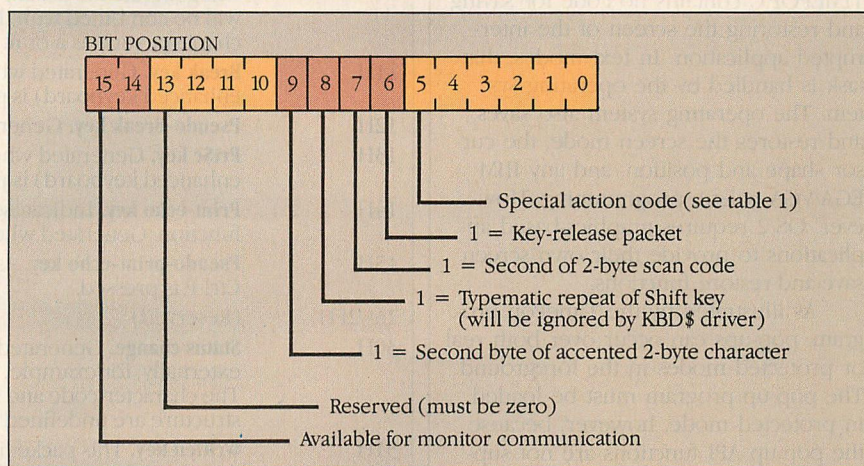 BIT POSITION
15 14 13 12 11 10 9 8 7 6 5 4 3 2 1 0
Special action code (see table 1)
1 = Key-release packet
1 = Second of 2-byte scan code
1 = Typematic repeat of Shift key
(will be ignored by KBD$ driver)
1 = Second byte of accented 2-byte character
Reserved (must be zero)
Available for monitor communication